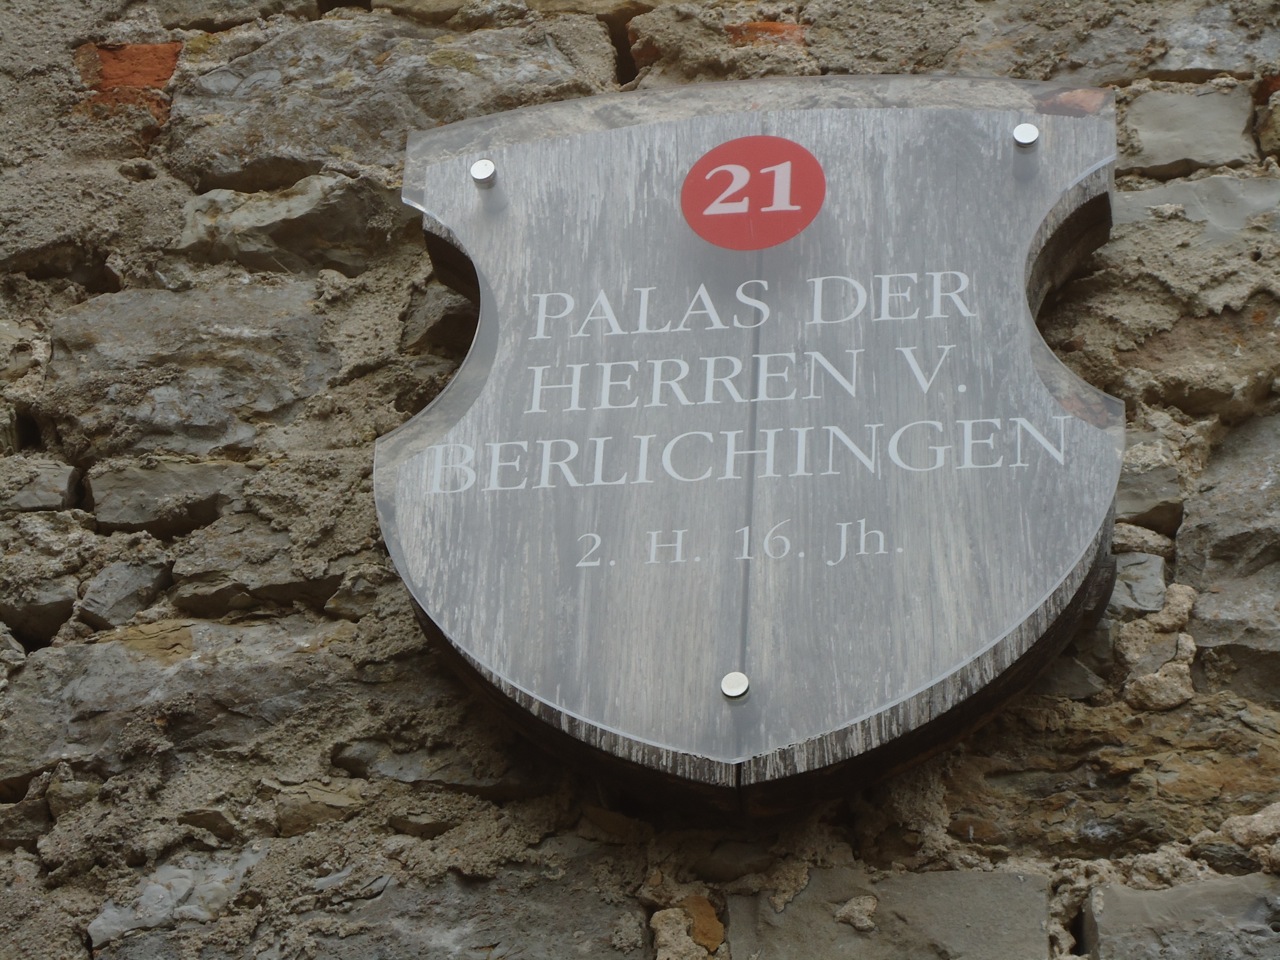 21
PALAS DER
HERREN V.
BERLICHINGEN
2. H. 16. Jh.